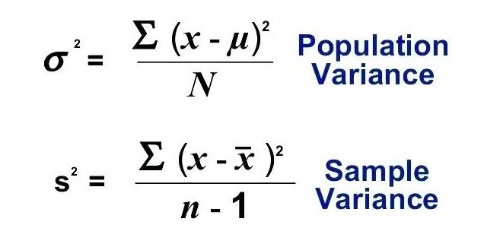 σ² = Σ (x - μ)² / N Population Variance
s² = Σ (x - x̄)² / n - 1 Sample Variance